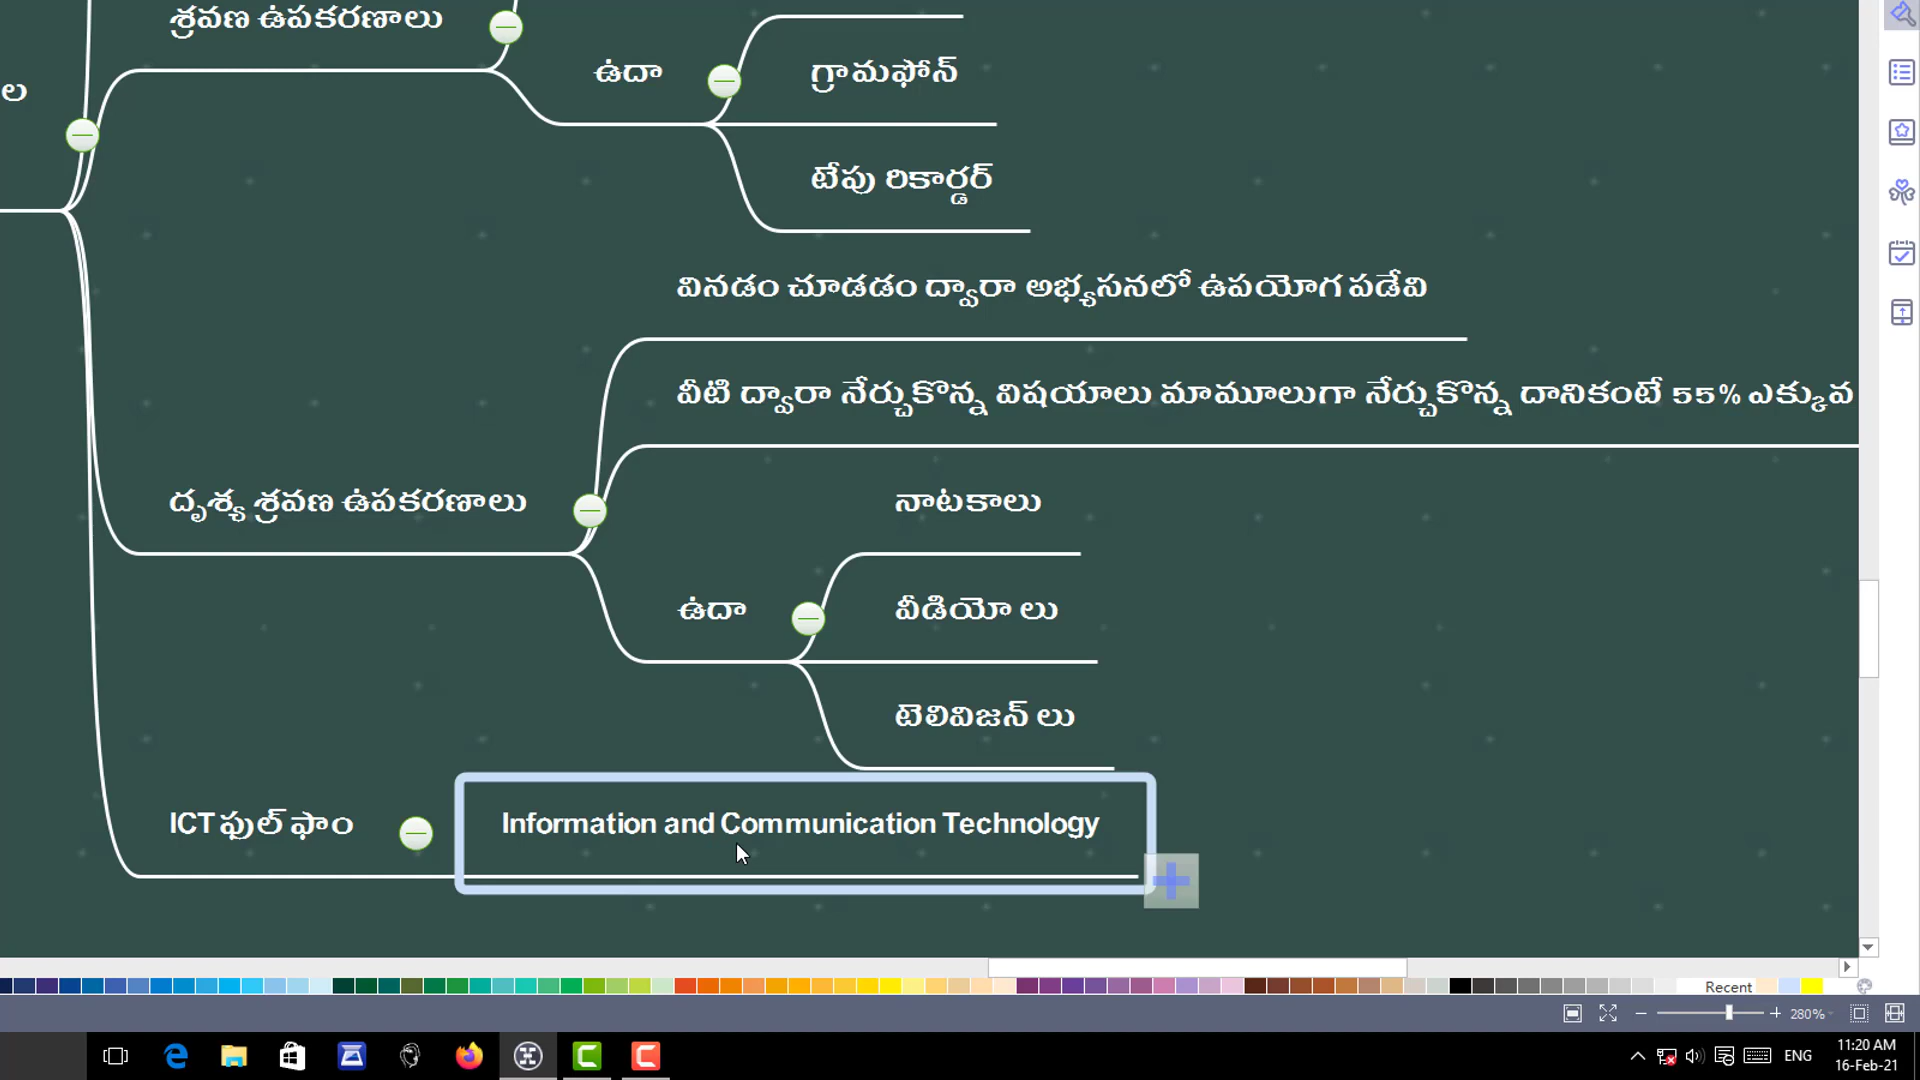 శ్రవణ ఉపకరణాలు
ల
ఉదా
గ్రామఫోన్
టేపు రికార్డర్
వినడం చూడడం ద్వారా అభ్యసనలో ఉపయోగ పడేవి
వీటి ద్వారా నేర్చుకొన్న విషయాలు మామూలుగా నేర్చుకొన్న దానికంటే 55% ఎక్కువ
దృశ్య శ్రవణ ఉపకరణాలు
నాటకాలు
ఉదా
వీడియో లు
టెలివిజన్ లు
ICT ఫుల్ ఫాం
Information and Communication Technology
Recent
280%
ENG
11:20 AM
16-Feb-21